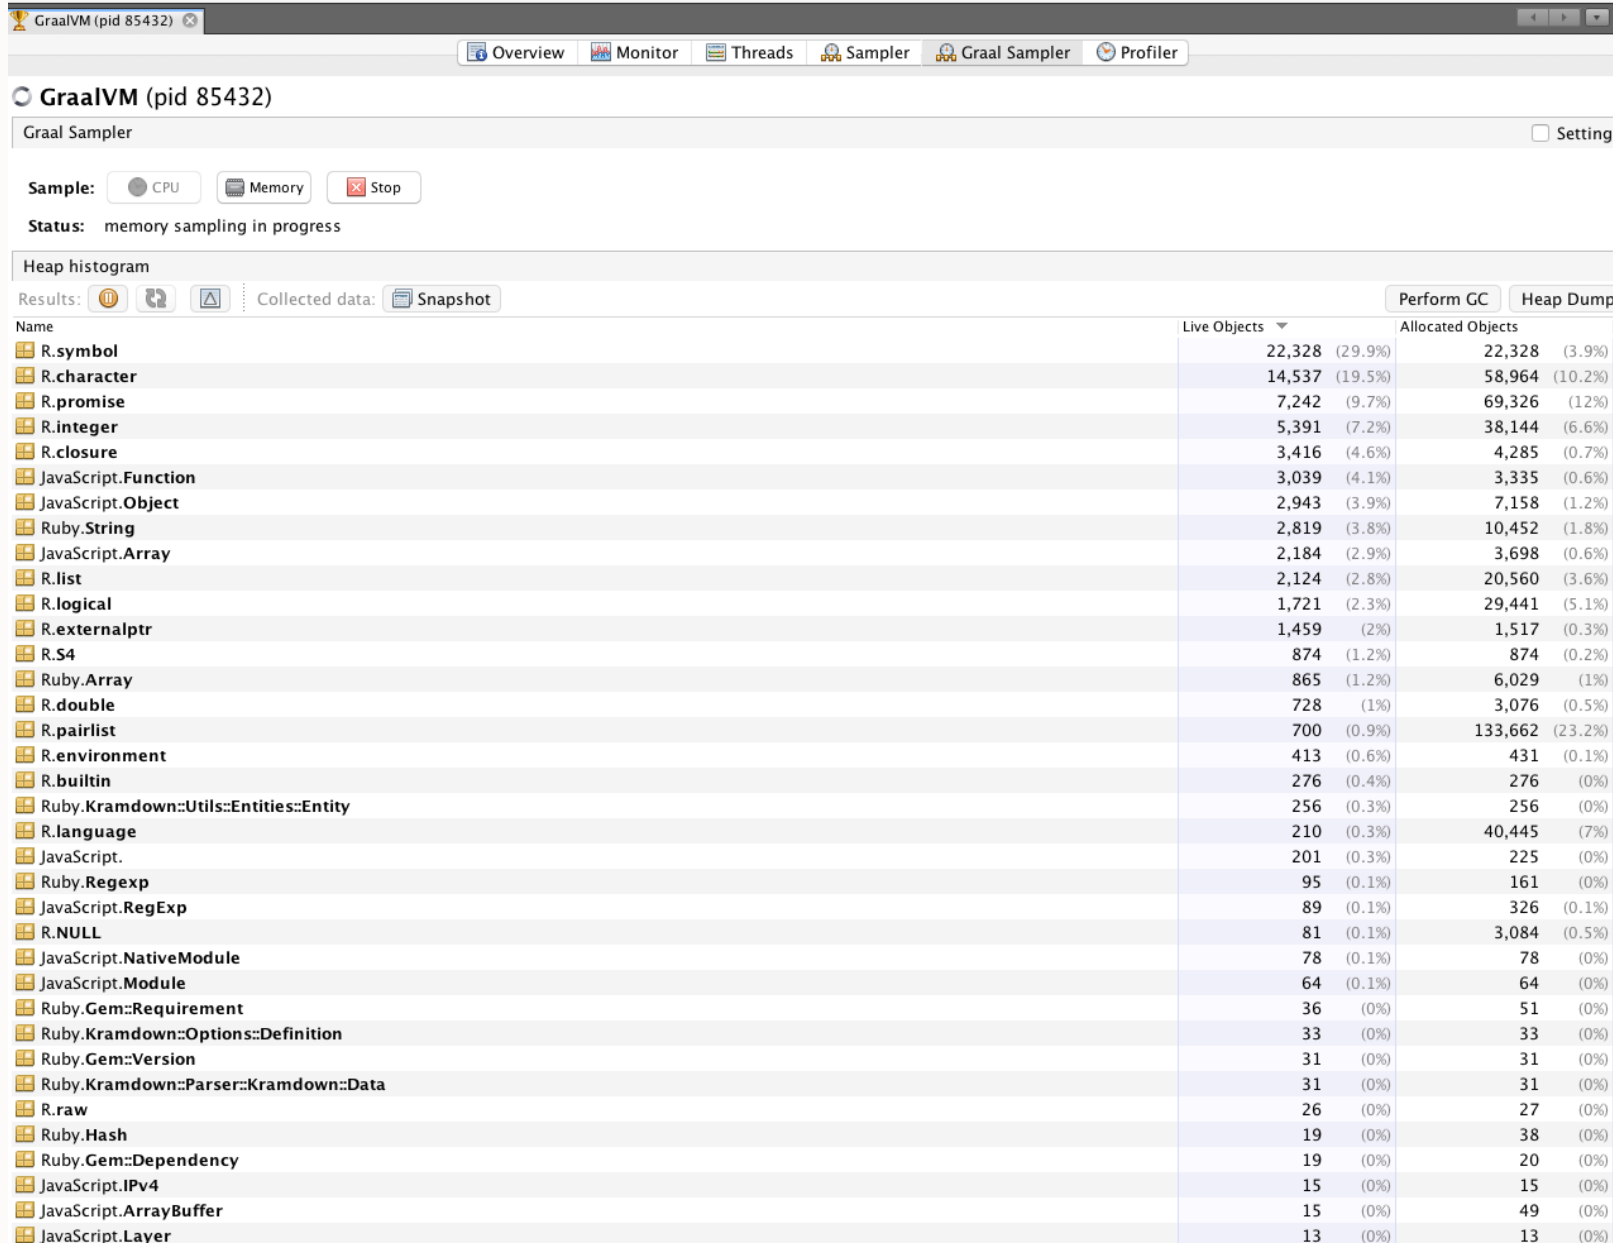 GraalVM (pid 85432)
Overview Monitor Threads Sampler Graal Sampler Profiler
GraalVM (pid 85432)
Graal Sampler Setting
Sample: CPU Memory Stop
Status: memory sampling in progress
Heap histogram
Results: Collected data: Snapshot Perform GC Heap Dump
Name Live Objects Allocated Objects
R.symbol 22,328 (29.9%) 22,328 (3.9%)
R.character 14,537 (19.5%) 58,964 (10.2%)
R.promise 7,242 (9.7%) 69,326 (12%)
R.integer 5,391 (7.2%) 38,144 (6.6%)
R.closure 3,416 (4.6%) 4,285 (0.7%)
JavaScript.Function 3,039 (4.1%) 3,335 (0.6%)
JavaScript.Object 2,943 (3.9%) 7,158 (1.2%)
Ruby.String 2,819 (3.8%) 10,452 (1.8%)
JavaScript.Array 2,184 (2.9%) 3,698 (0.6%)
R.list 2,124 (2.8%) 20,560 (3.6%)
R.logical 1,721 (2.3%) 29,441 (5.1%)
R.externalptr 1,459 (2%) 1,517 (0.3%)
R.S4 874 (1.2%) 874 (0.2%)
Ruby.Array 865 (1.2%) 6,029 (1%)
R.double 728 (1%) 3,076 (0.5%)
R.pairlist 700 (0.9%) 133,662 (23.2%)
R.environment 413 (0.6%) 431 (0.1%)
R.builtin 276 (0.4%) 276 (0%)
Ruby.Kramdown::Utils::Entities::Entity 256 (0.3%) 256 (0%)
R.language 210 (0.3%) 40,445 (7%)
JavaScript. 201 (0.3%) 225 (0%)
Ruby.Regexp 95 (0.1%) 161 (0%)
JavaScript.RegExp 89 (0.1%) 326 (0.1%)
R.NULL 81 (0.1%) 3,084 (0.5%)
JavaScript.NativeModule 78 (0.1%) 78 (0%)
JavaScript.Module 64 (0.1%) 64 (0%)
Ruby.Gem::Requirement 36 (0%) 51 (0%)
Ruby.Kramdown::Options::Definition 33 (0%) 33 (0%)
Ruby.Gem::Version 31 (0%) 31 (0%)
Ruby.Kramdown::Parser::Kramdown::Data 31 (0%) 31 (0%)
R.raw 26 (0%) 27 (0%)
Ruby.Hash 19 (0%) 38 (0%)
Ruby.Gem::Dependency 19 (0%) 20 (0%)
JavaScript.IPv4 15 (0%) 15 (0%)
JavaScript.ArrayBuffer 15 (0%) 49 (0%)
JavaScript.Layer 13 (0%) 13 (0%)